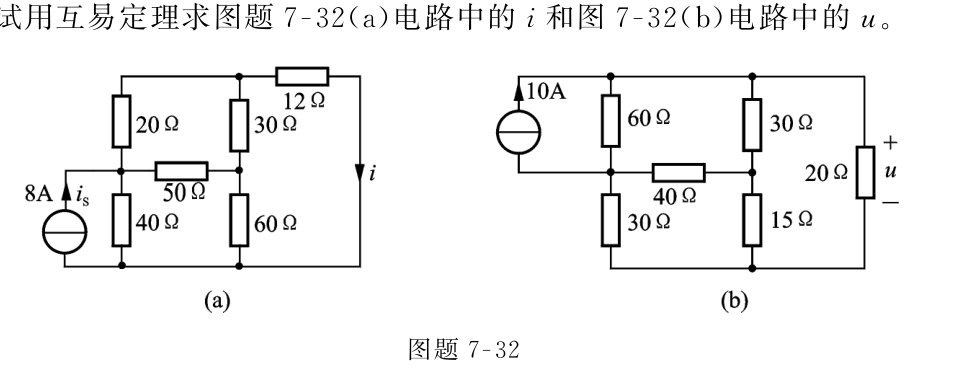 试用互易定理求图题 7-32(a)电路中的 i 和图 7-32(b)电路中的 u。
12 Ω
20 Ω
30 Ω
i
50 Ω
8A
is
40 Ω
60 Ω
(a)
10A
60 Ω
30 Ω
+
20 Ω
u
−
40 Ω
30 Ω
15 Ω
(b)
图题 7-32